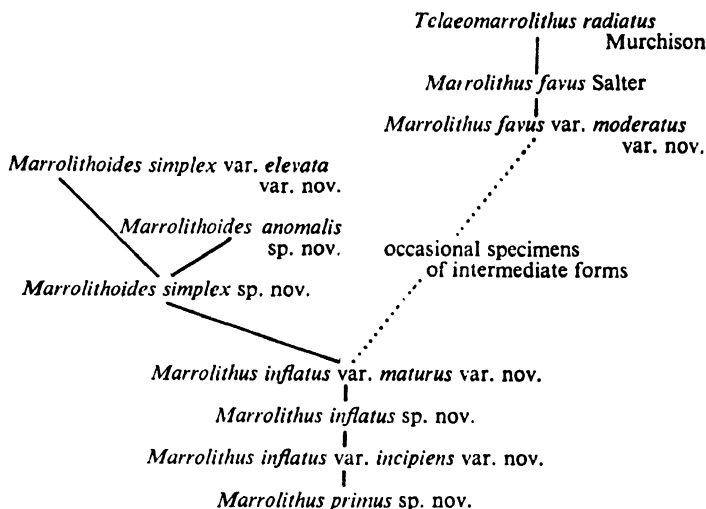 Tclaeomarrolithus radiatus
Murchison
Marrolithus favus Salter
Marrolithus favus var. moderatus
var. nov.
Marrolithoides simplex var. elevata
var. nov.
Marrolithoides anomalis
sp. nov.
occasional specimens
of intermediate forms
Marrolithoides simplex sp. nov.
Marrolithus inflatus var. maturus var. nov.
Marrolithus inflatus sp. nov.
Marrolithus inflatus var. incipiens var. nov.
Marrolithus primus sp. nov.